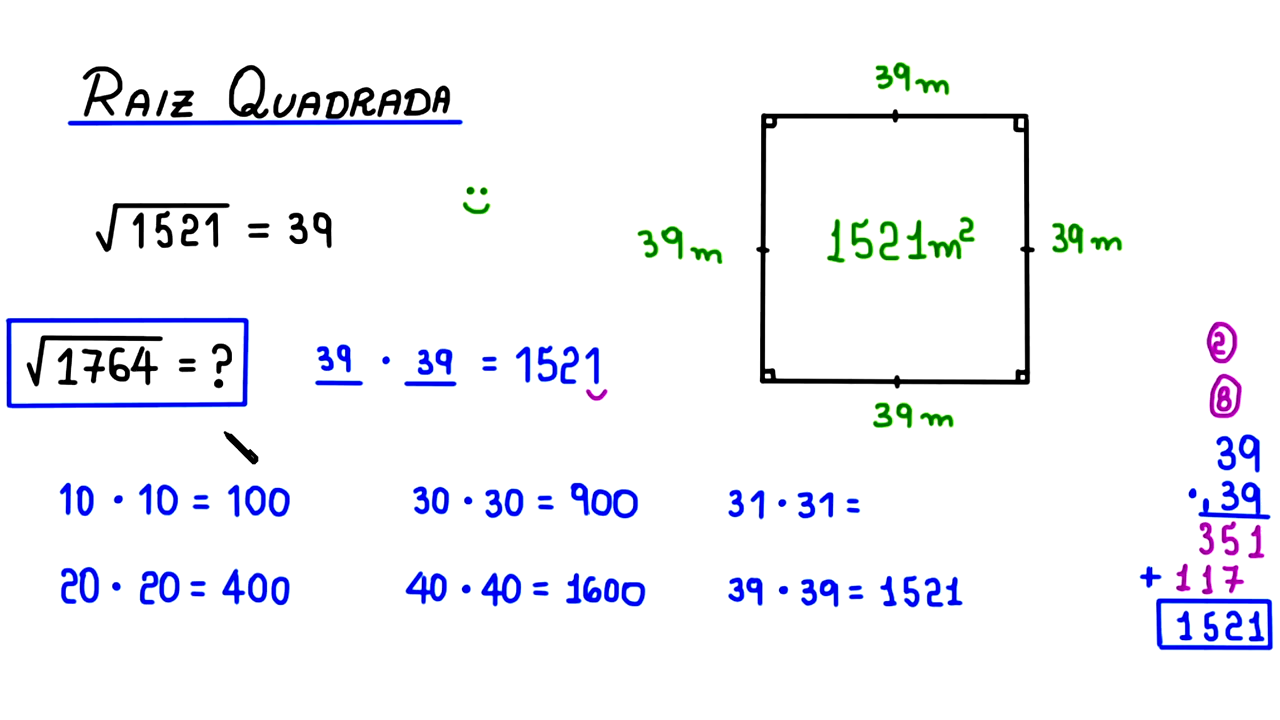 RAIZ QUADRADA
√1521 = 39
√1764 = ?
39 · 39 = 1521
10 · 10 = 100
20 · 20 = 400
30 · 30 = 900
40 · 40 = 1600
31 · 31 =
39 · 39 = 1521
39m
39m
1521m²
39m
39m
2
8
39
· 39
351
+ 117
1521